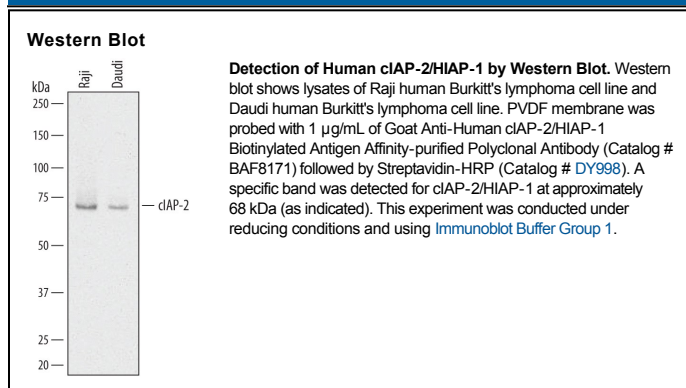 Western Blot
kDa
Raji
Daudi
250
150
100
75
cIAP-2
50
37
25
20
Detection of Human cIAP-2/HIAP-1 by Western Blot. Western
blot shows lysates of Raji human Burkitt's lymphoma cell line and
Daudi human Burkitt's lymphoma cell line. PVDF membrane was
probed with 1 µg/mL of Goat Anti-Human cIAP-2/HIAP-1
Biotinylated Antigen Affinity-purified Polyclonal Antibody (Catalog #
BAF8171) followed by Streptavidin-HRP (Catalog # DY998). A
specific band was detected for cIAP-2/HIAP-1 at approximately
68 kDa (as indicated). This experiment was conducted under
reducing conditions and using Immunoblot Buffer Group 1.